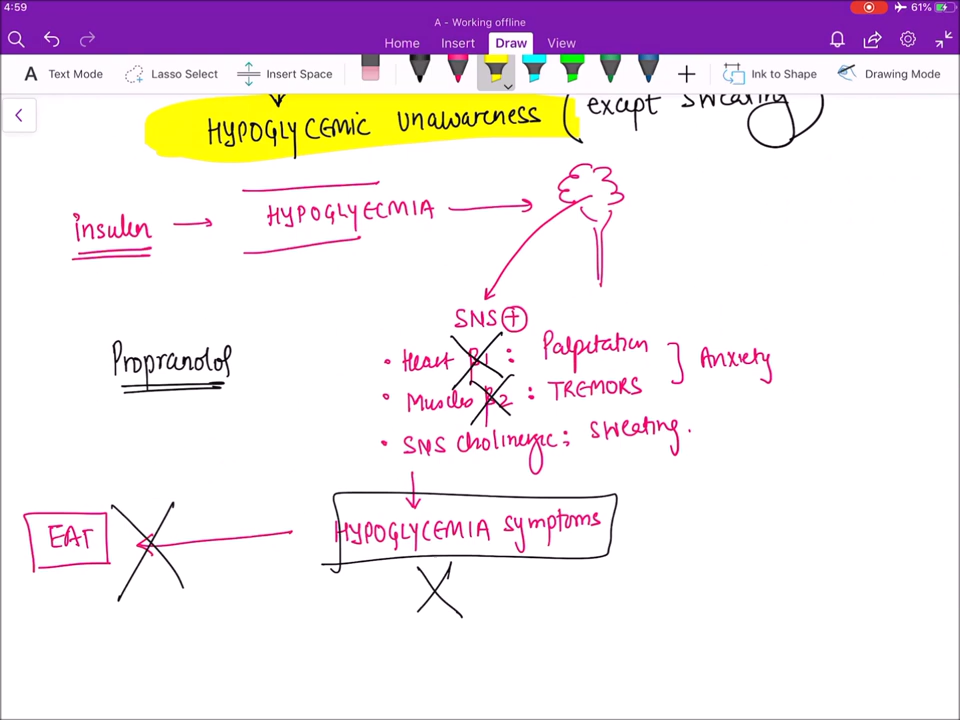 4:59
61%
A - Working offline
Home Insert Draw View
A Text Mode Lasso Select Insert Space Ink to Shape Drawing Mode
HYPOGLYCEMIC unawareness (except sweating)
insulin → HYPOGLYECMIA →
SNS +
Propranolol
• Heart β1 : Palpitation
Anxiety
• Muscles β2 : TREMORS
• SNS cholinergic : sweating.
EAT
HYPOGLYCEMIA symptoms
X